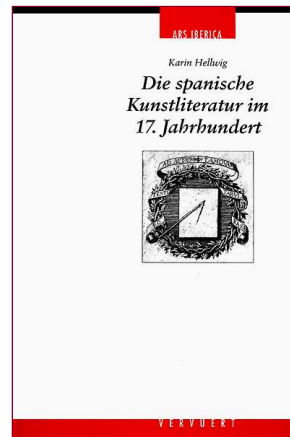 ARS IBERICA
Karin Hellwig
Die spanische
Kunstliteratur im
17. Jahrhundert
VERVUERT